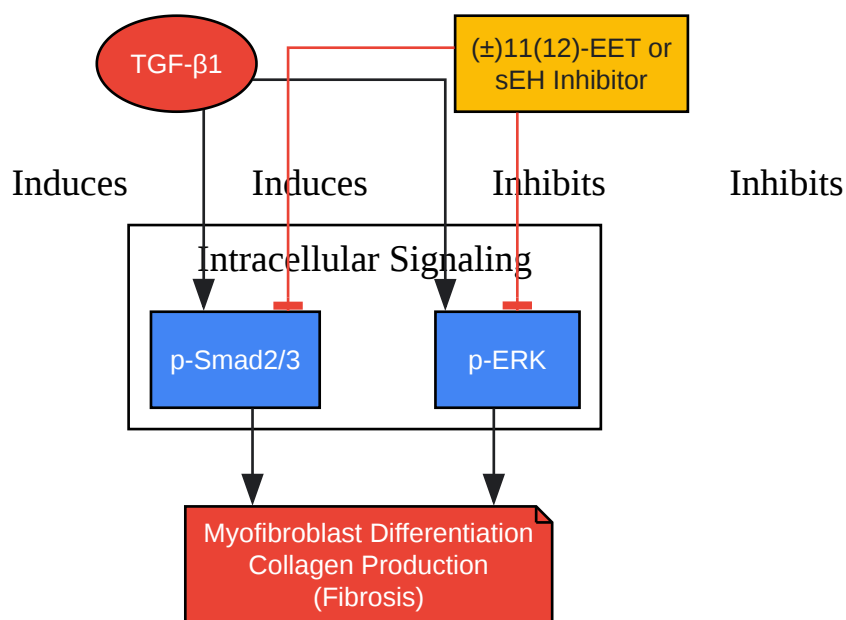 TGF-β1
(±)11(12)-EET or
sEH Inhibitor
Induces
Induces
Inhibits
Inhibits
Intracellular Signaling
p-Smad2/3
p-ERK
Myofibroblast Differentiation
Collagen Production
(Fibrosis)